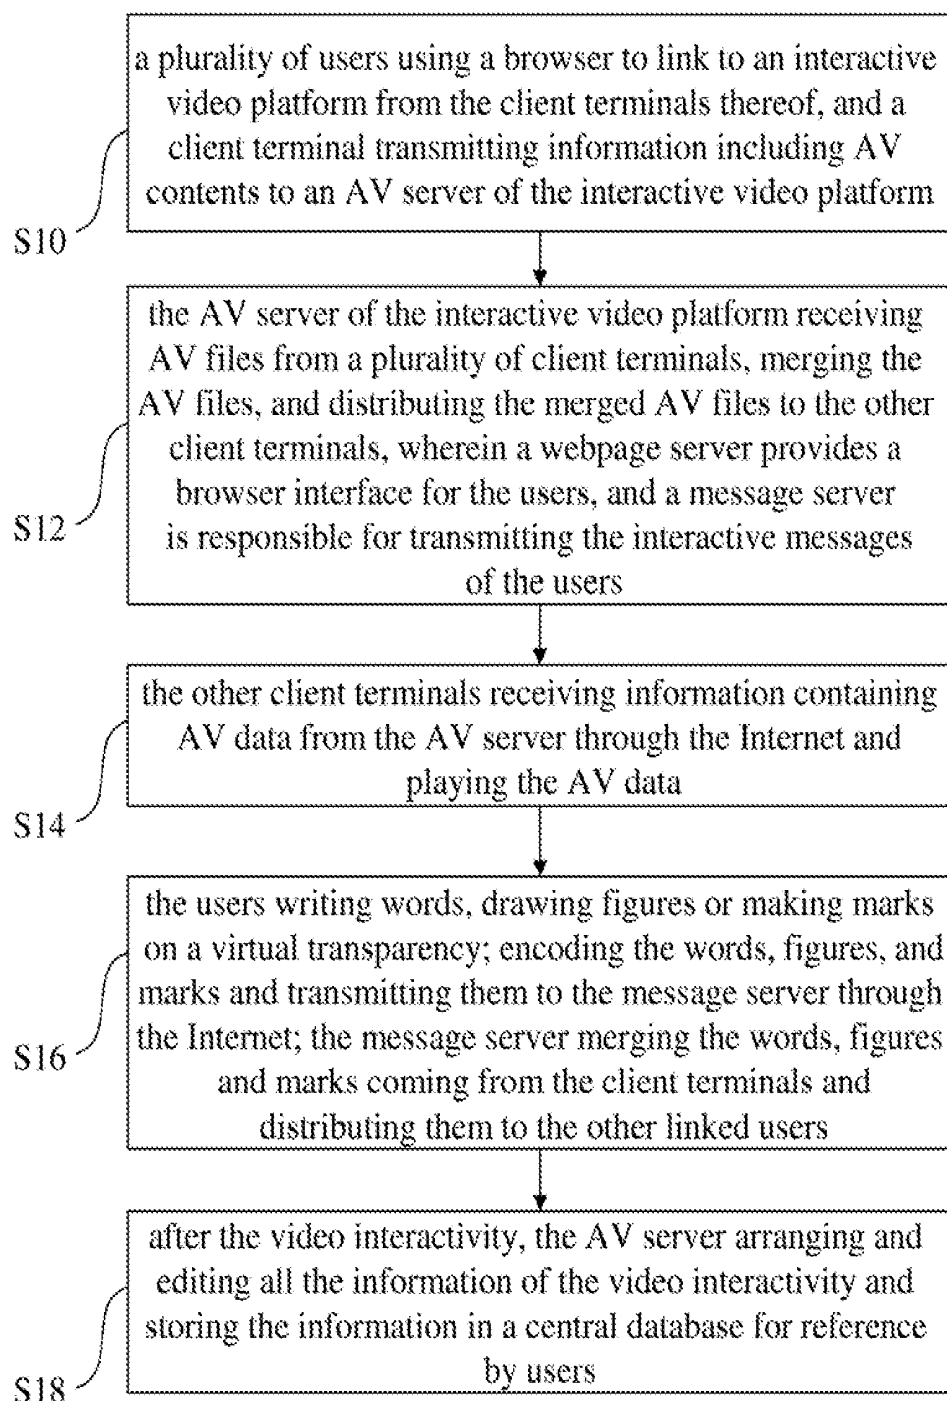 a plurality of users using a browser to link to an interactive
video platform from the client terminals thereof, and a
client terminal transmitting information including AV
contents to an AV server of the interactive video platform
S10
the AV server of the interactive video platform receiving
AV files from a plurality of client terminals, merging the
AV files, and distributing the merged AV files to the other
client terminals, wherein a webpage server provides a
browser interface for the users, and a message server
is responsible for transmitting the interactive messages
of the users
S12
the other client terminals receiving information containing
AV data from the AV server through the Internet and
playing the AV data
S14
the users writing words, drawing figures or making marks
on a virtual transparency; encoding the words, figures, and
marks and transmitting them to the message server through
the Internet; the message server merging the words, figures
and marks coming from the client terminals and
distributing them to the other linked users
S16
after the video interactivity, the AV server arranging and
editing all the information of the video interactivity and
storing the information in a central database for reference
by users
S18